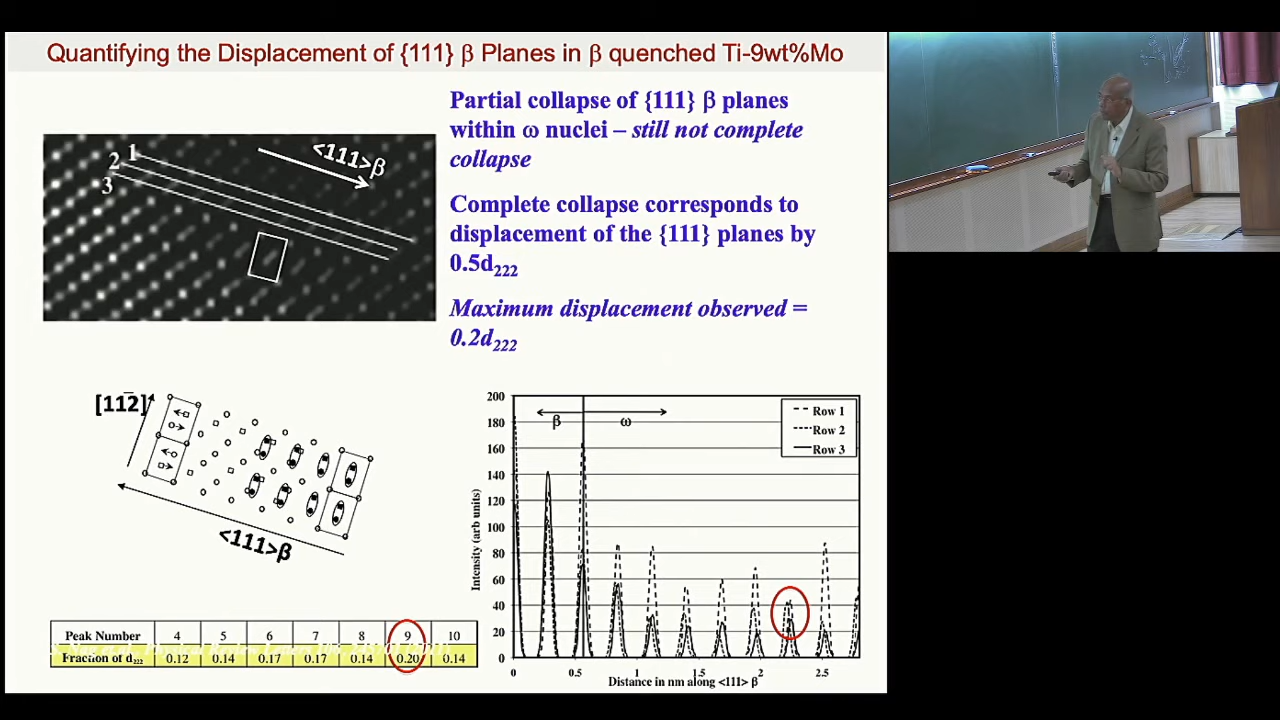 Quantifying the Displacement of {111} β Planes in β quenched Ti-9wt%Mo
Partial collapse of {111} β planes
within ω nuclei – still not complete
collapse
Complete collapse corresponds to
displacement of the {111} planes by
0.5d222
Maximum displacement observed =
0.2d222
1
2
3
<111>β
[112̄]
<111>β
Peak Number 4 5 6 7 8 9 10
Fraction of d222 0.12 0.14 0.17 0.17 0.14 0.20 0.14
Intensity (arb units)
200
180
160
140
120
100
80
60
40
20
0
β
ω
Row 1
Row 2
Row 3
0 0.5 1 1.5 2 2.5
Distance in nm along <111> β